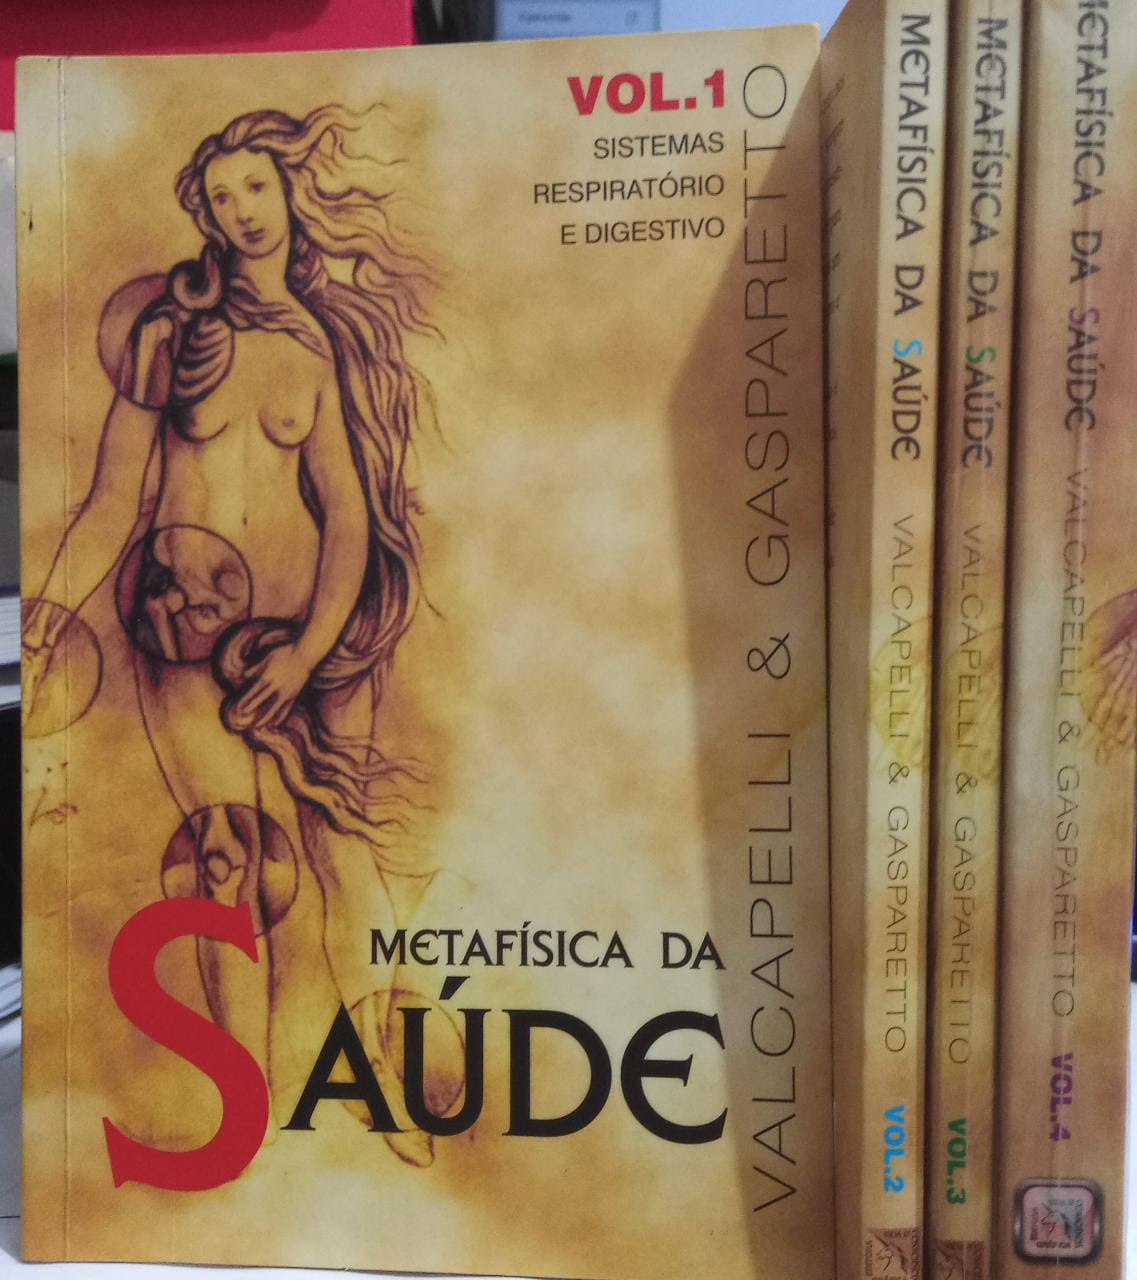 VOL.1
SISTEMAS
RESPIRATÓRIO
E DIGESTIVO
VALCAPELLI & GASPARETTO
METAFÍSICA DA
SAÚDE
METAFÍSICA DA SAÚDE VALCAPELLI & GASPARETTO VOL.2
METAFÍSICA DA SAÚDE VALCAPELLI & GASPARETTO VOL.3
METAFÍSICA DA SAÚDE VALCAPELLI & GASPARETTO VOL.4